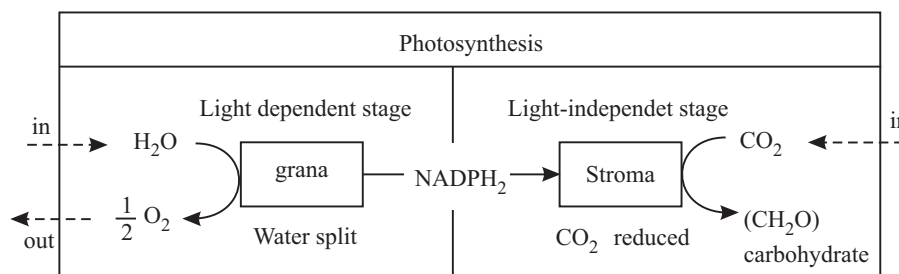 Photosynthesis
Light dependent stage
Light-independet stage
in
H₂O
grana
NADPH₂
Stroma
CO₂
in
out
1/2 O₂
Water split
CO₂ reduced
(CH₂O)
carbohydrate